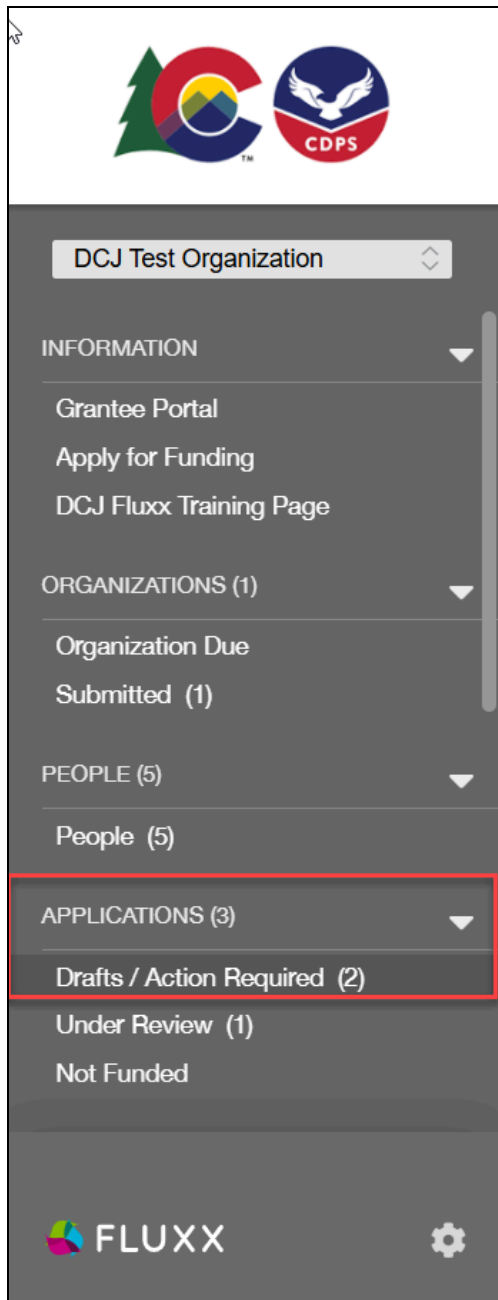 TM
CDPS
DCJ Test Organization
INFORMATION
Grantee Portal
Apply for Funding
DCJ Fluxx Training Page
ORGANIZATIONS (1)
Organization Due
Submitted (1)
PEOPLE (5)
People (5)
APPLICATIONS (3)
Drafts / Action Required (2)
Under Review (1)
Not Funded
FLUXX